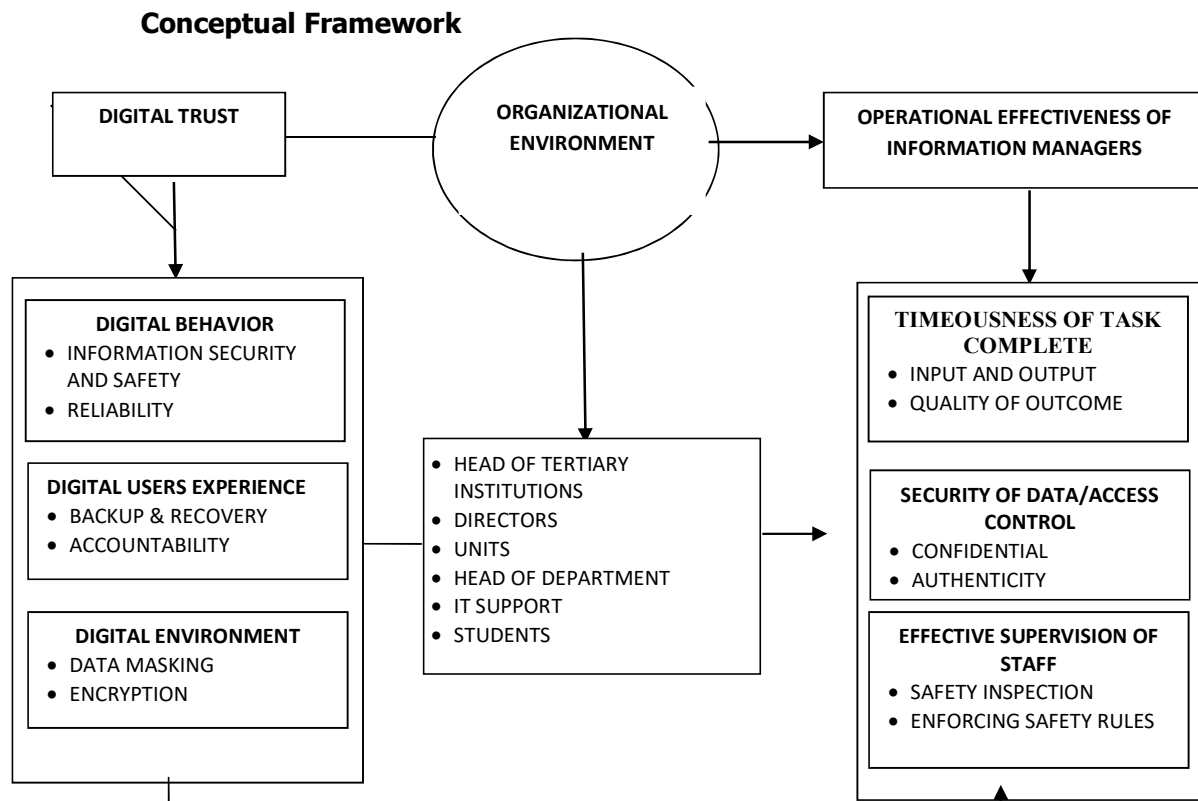 Conceptual Framework
DIGITAL TRUST
ORGANIZATIONAL
ENVIRONMENT
OPERATIONAL EFFECTIVENESS OF
INFORMATION MANAGERS
DIGITAL BEHAVIOR
• INFORMATION SECURITY
AND SAFETY
• RELIABILITY
DIGITAL USERS EXPERIENCE
• BACKUP & RECOVERY
• ACCOUNTABILITY
DIGITAL ENVIRONMENT
• DATA MASKING
• ENCRYPTION
• HEAD OF TERTIARY
INSTITUTIONS
• DIRECTORS
• UNITS
• HEAD OF DEPARTMENT
• IT SUPPORT
• STUDENTS
TIMEOUSNESS OF TASK
COMPLETE
• INPUT AND OUTPUT
• QUALITY OF OUTCOME
SECURITY OF DATA/ACCESS
CONTROL
• CONFIDENTIAL
• AUTHENTICITY
EFFECTIVE SUPERVISION OF
STAFF
• SAFETY INSPECTION
• ENFORCING SAFETY RULES